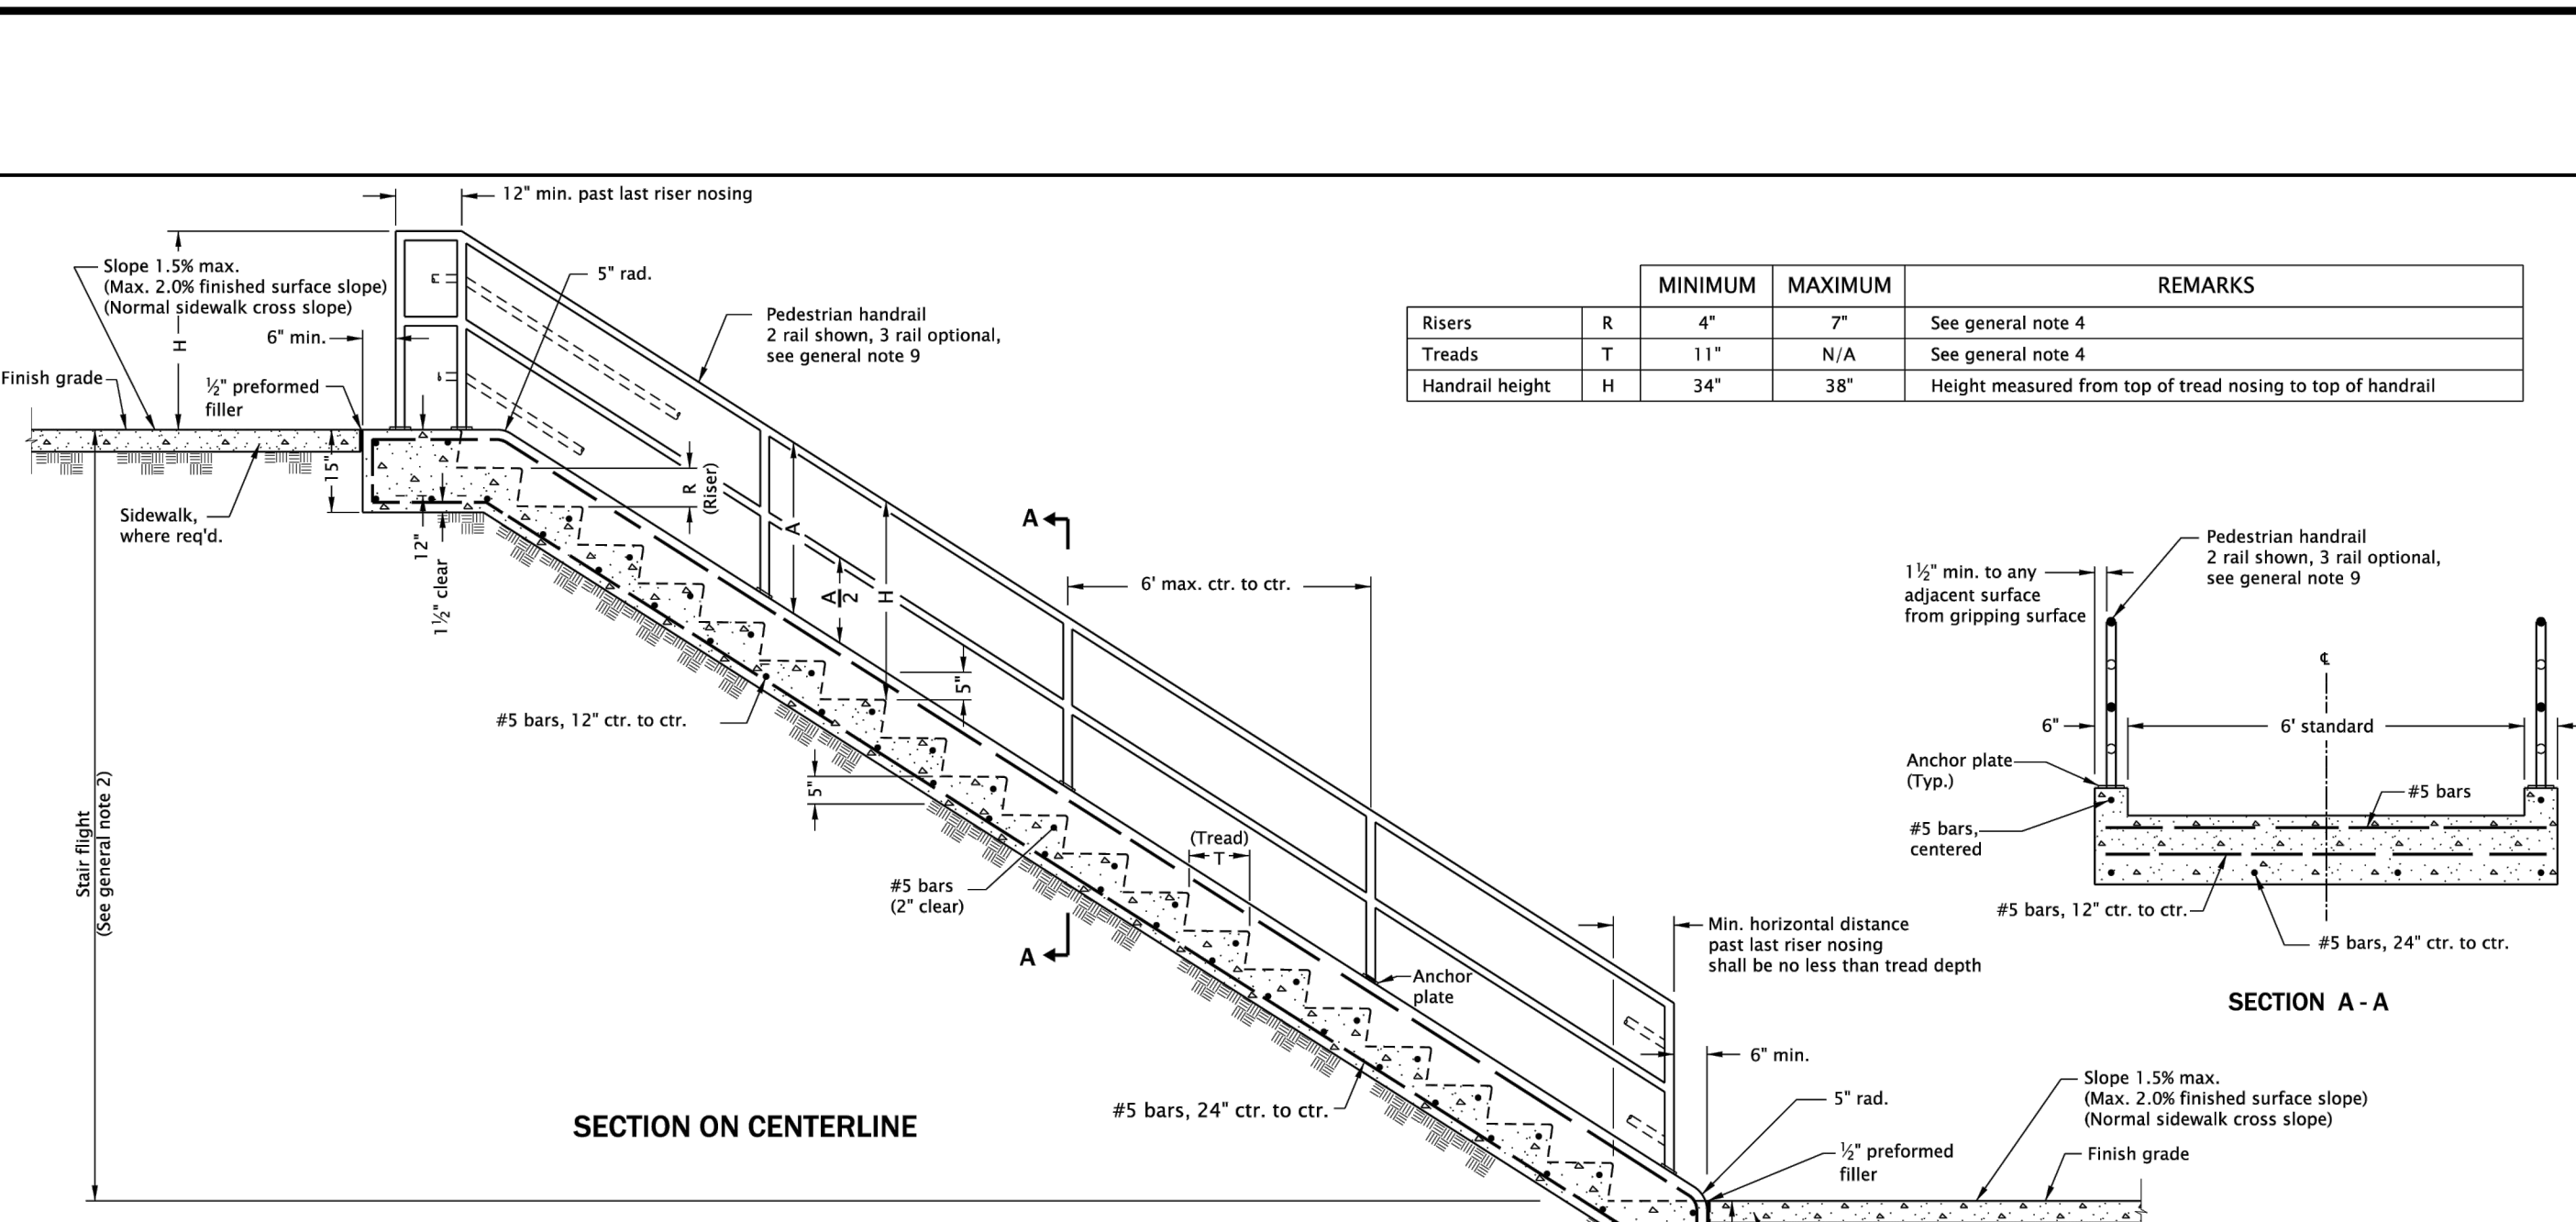 12" min. past last riser nosing
Slope 1.5% max.
(Max. 2.0% finished surface slope)
(Normal sidewalk cross slope)
H
6" min.
Finish grade
½" preformed
filler
5" rad.
Pedestrian handrail
2 rail shown, 3 rail optional,
see general note 9
15"
Sidewalk,
where req'd.
12"
1½" clear
R
(Riser)
A
A
2
H
A
6' max. ctr. to ctr.
5"
#5 bars, 12" ctr. to ctr.
5"
Stair flight
(See general note 2)
#5 bars
(2" clear)
(Tread)
T
A
Anchor
plate
Min. horizontal distance
past last riser nosing
shall be no less than tread depth
6" min.
#5 bars, 24" ctr. to ctr.
SECTION ON CENTERLINE
5" rad.
½" preformed
filler
Slope 1.5% max.
(Max. 2.0% finished surface slope)
(Normal sidewalk cross slope)
Finish grade
MINIMUM MAXIMUM REMARKS
Risers R 4" 7" See general note 4
Treads T 11" N/A See general note 4
Handrail height H 34" 38" Height measured from top of tread nosing to top of handrail
Pedestrian handrail
2 rail shown, 3 rail optional,
see general note 9
1½" min. to any
adjacent surface
from gripping surface
℄
6"
6' standard
Anchor plate
(Typ.)
#5 bars
#5 bars,
centered
#5 bars, 12" ctr. to ctr.
#5 bars, 24" ctr. to ctr.
SECTION A - A